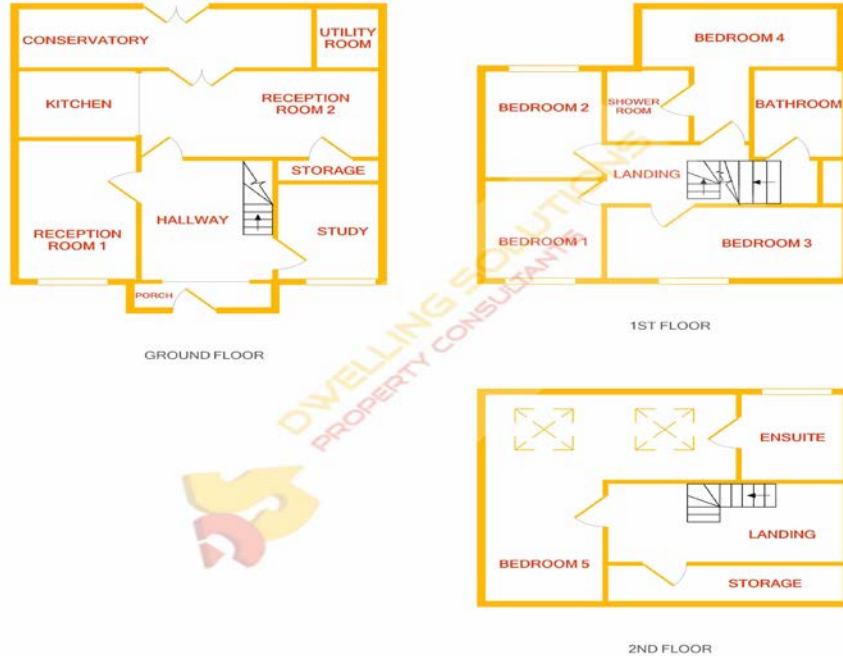 CONSERVATORY
UTILITY
ROOM
KITCHEN
RECEPTION
ROOM 2
STORAGE
HALLWAY
RECEPTION
ROOM 1
STUDY
PORCH
GROUND FLOOR
BEDROOM 4
BEDROOM 2
SHOWER
ROOM
BATHROOM
LANDING
BEDROOM 1
BEDROOM 3
1ST FLOOR
DWELLING SOLUTIONS
PROPERTY CONSULTANTS
ENSUITE
LANDING
BEDROOM 5
STORAGE
2ND FLOOR